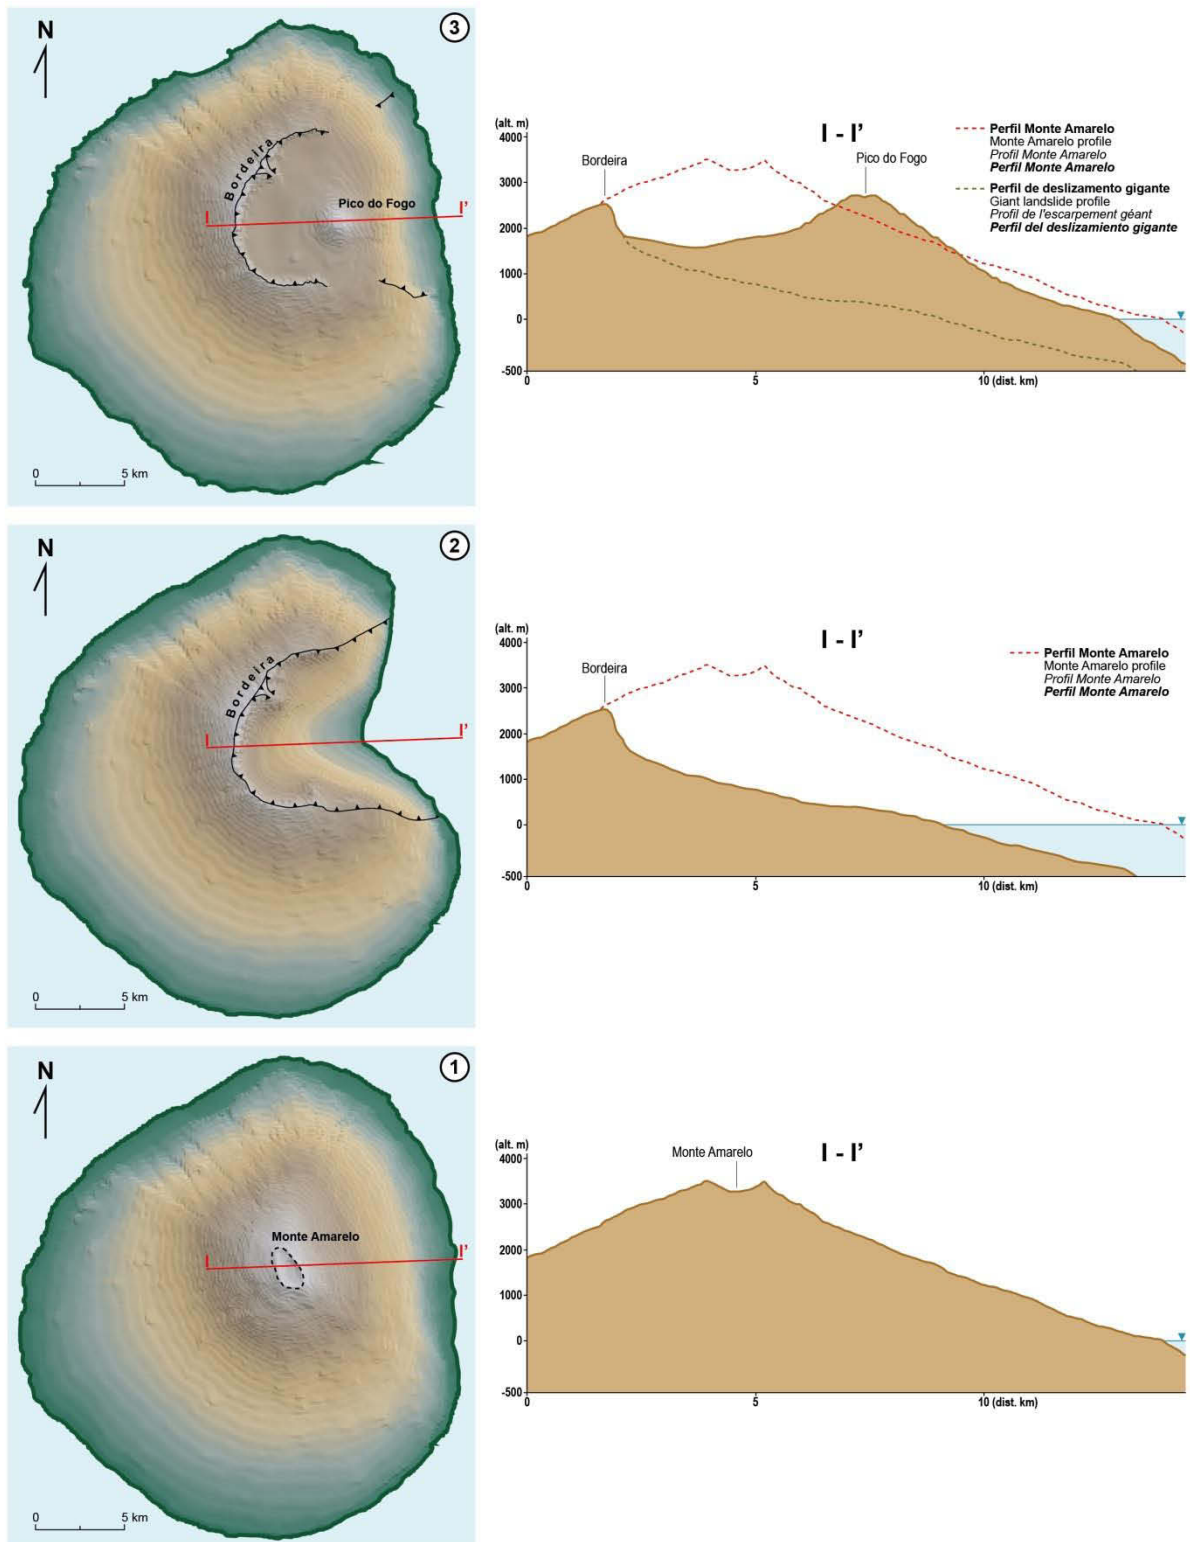 N
3
Bordeira
Pico do Fogo
I
I'
0
5 km
(alt. m)
I - I'
4000
3000
2000
1000
0
-500
0
5
10 (dist. km)
Bordeira
Pico do Fogo
Perfil Monte Amarelo
Monte Amarelo profile
Profil Monte Amarelo
Perfil Monte Amarelo
Perfil de deslizamento gigante
Giant landslide profile
Profil de l'escarpement géant
Perfil del deslizamiento gigante
N
2
Bordeira
I
I'
0
5 km
(alt. m)
I - I'
4000
3000
2000
1000
0
-500
0
5
10 (dist. km)
Bordeira
Perfil Monte Amarelo
Monte Amarelo profile
Profil Monte Amarelo
Perfil Monte Amarelo
N
1
Monte Amarelo
I
I'
0
5 km
(alt. m)
I - I'
4000
3000
2000
1000
0
-500
0
5
10 (dist. km)
Monte Amarelo